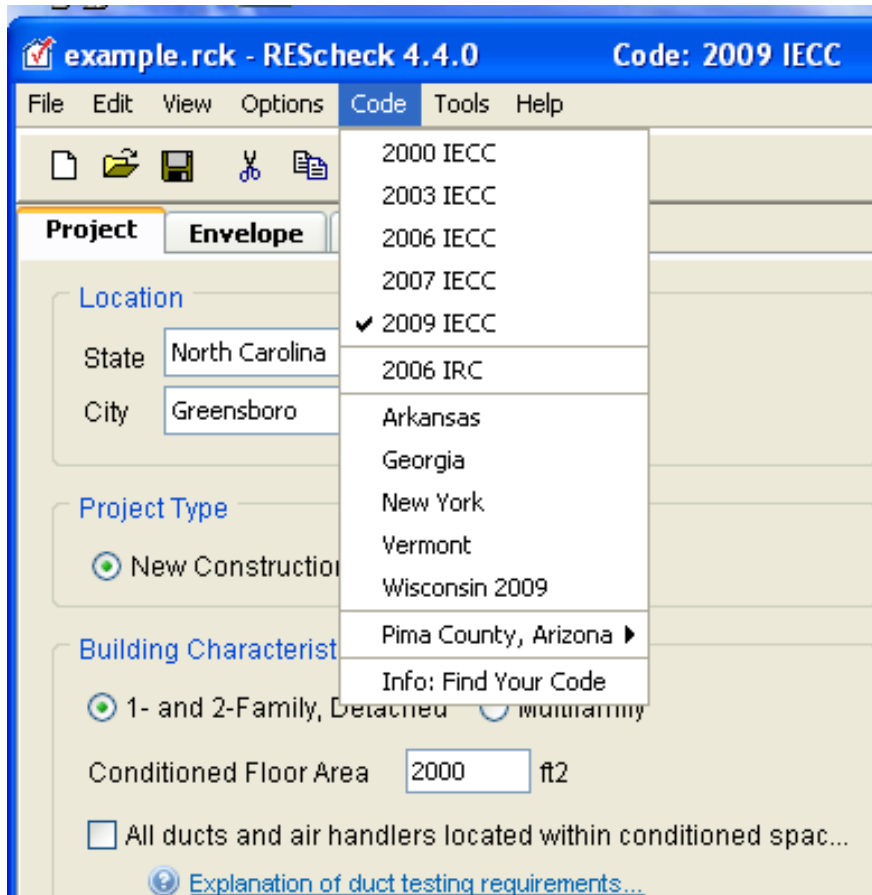 example.rck - REScheck 4.4.0 Code: 2009 IECC
File Edit View Options Code Tools Help
2000 IECC
2003 IECC
2006 IECC
2007 IECC
2009 IECC
2006 IRC
Arkansas
Georgia
New York
Vermont
Wisconsin 2009
Pima County, Arizona
Info: Find Your Code
Project Envelope
Location
State North Carolina
City Greensboro
Project Type
New Construction
Building Characterist
1- and 2-Family, Detached Multifamily
Conditioned Floor Area 2000 ft2
All ducts and air handlers located within conditioned spac...
Explanation of duct testing requirements...